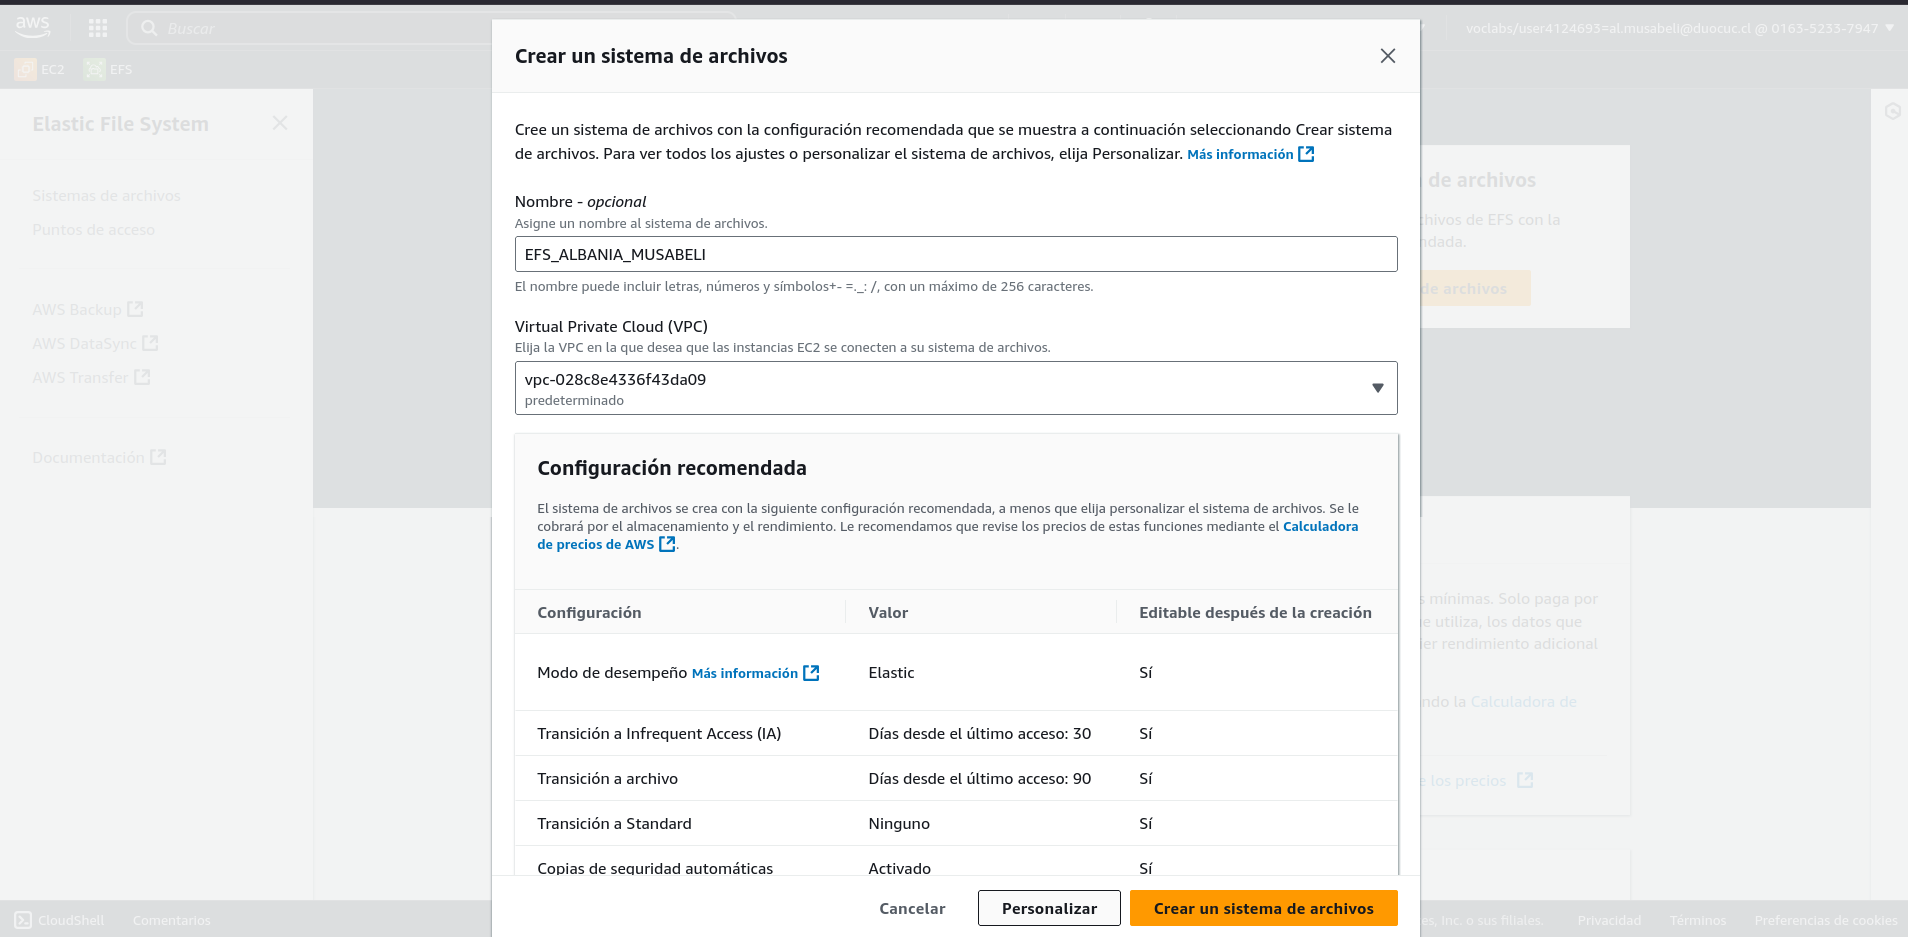 aws
Buscar
voclabs/user4124693=al.musabeli@duocuc.cl @ 0163-5233-7947
EC2
EFS
Elastic File System
Sistemas de archivos
Puntos de acceso
AWS Backup
AWS DataSync
AWS Transfer
Documentación
Crear un sistema de archivos
Cree un sistema de archivos con la configuración recomendada que se muestra a continuación seleccionando Crear sistema
de archivos. Para ver todos los ajustes o personalizar el sistema de archivos, elija Personalizar. Más información
Nombre - opcional
Asigne un nombre al sistema de archivos.
EFS_ALBANIA_MUSABELI
El nombre puede incluir letras, números y símbolos+- =._: /, con un máximo de 256 caracteres.
Virtual Private Cloud (VPC)
Elija la VPC en la que desea que las instancias EC2 se conecten a su sistema de archivos.
vpc-028c8e4336f43da09
predeterminado
Configuración recomendada
El sistema de archivos se crea con la siguiente configuración recomendada, a menos que elija personalizar el sistema de archivos. Se le
cobrará por el almacenamiento y el rendimiento. Le recomendamos que revise los precios de estas funciones mediante el Calculadora
de precios de AWS.
Configuración Valor Editable después de la creación
Modo de desempeño Más información Elastic Sí
Transición a Infrequent Access (IA) Días desde el último acceso: 30 Sí
Transición a archivo Días desde el último acceso: 90 Sí
Transición a Standard Ninguno Sí
Copias de seguridad automáticas Activado Sí
Cancelar
Personalizar
Crear un sistema de archivos
de archivos
chivos de EFS con la
ndada.
de archivos
s mínimas. Solo paga por
ue utiliza, los datos que
er rendimiento adicional
ndo la Calculadora de
e los precios
CloudShell
Comentarios
es, Inc. o sus filiales.
Privacidad
Términos
Preferencias de cookies